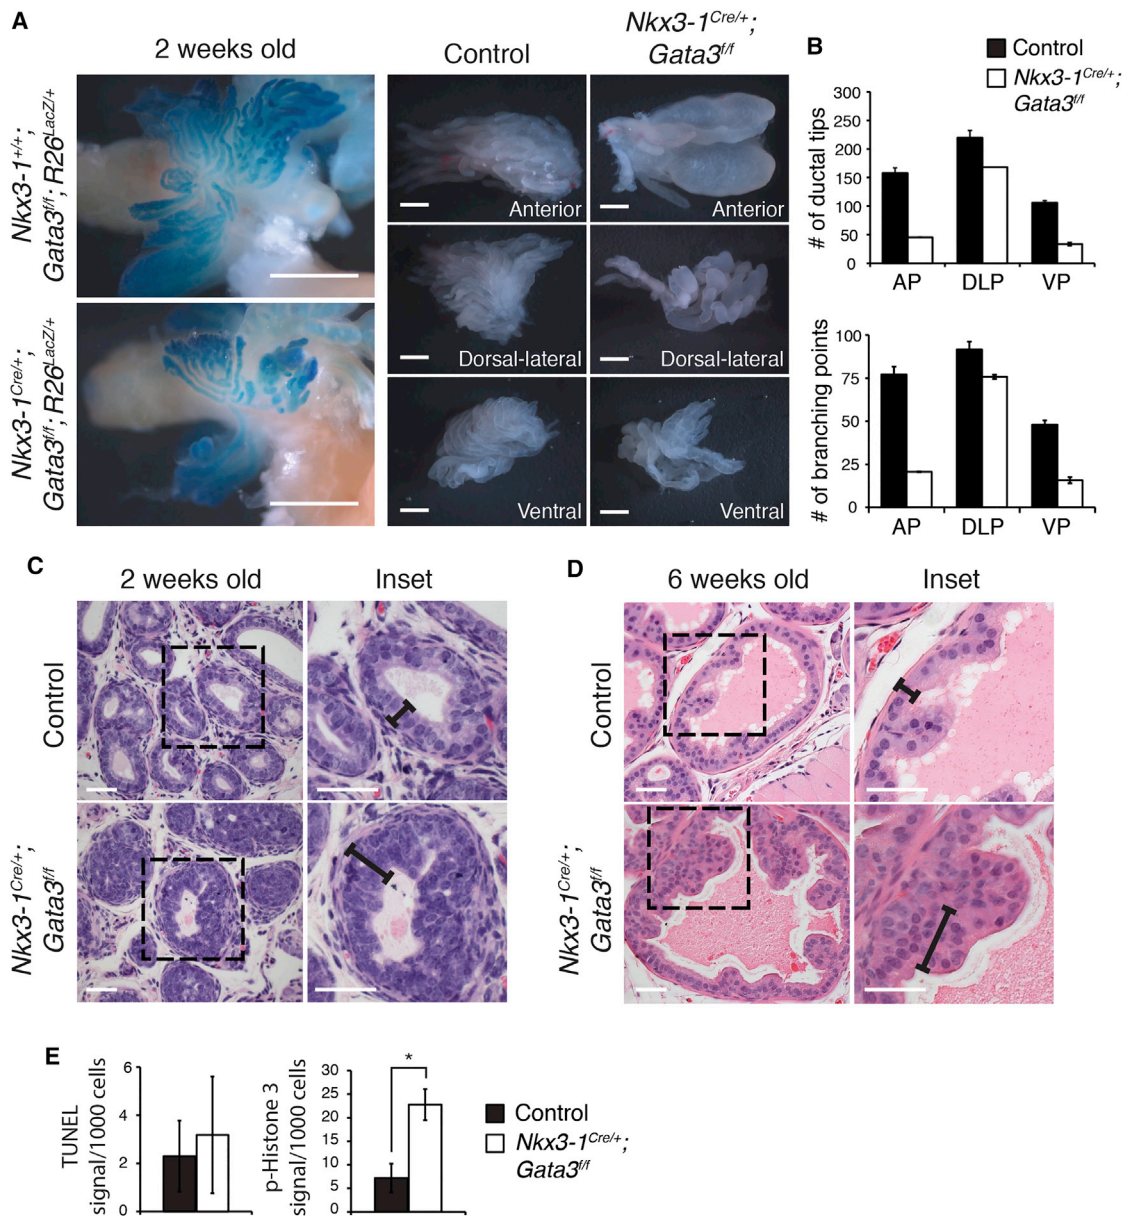 A
2 weeks old
Nkx3-1+/+;
Gata3f/f; R26LacZ/+
Nkx3-1Cre/+;
Gata3f/f; R26LacZ/+
Control
Nkx3-1Cre/+;
Gata3f/f
Anterior
Anterior
Dorsal-lateral
Dorsal-lateral
Ventral
Ventral
B
Control
Nkx3-1Cre/+;
Gata3f/f
# of ductal tips
300
250
200
150
100
50
0
AP
DLP
VP
# of branching points
100
75
50
25
0
AP
DLP
VP
C
2 weeks old
Inset
Control
Nkx3-1Cre/+;
Gata3f/f
D
6 weeks old
Inset
Control
Nkx3-1Cre/+;
Gata3f/f
E
TUNEL
signal/1000 cells
6
4
2
0
p-Histone 3
signal/1000 cells
30
25
20
15
10
5
0
*
Control
Nkx3-1Cre/+;
Gata3f/f